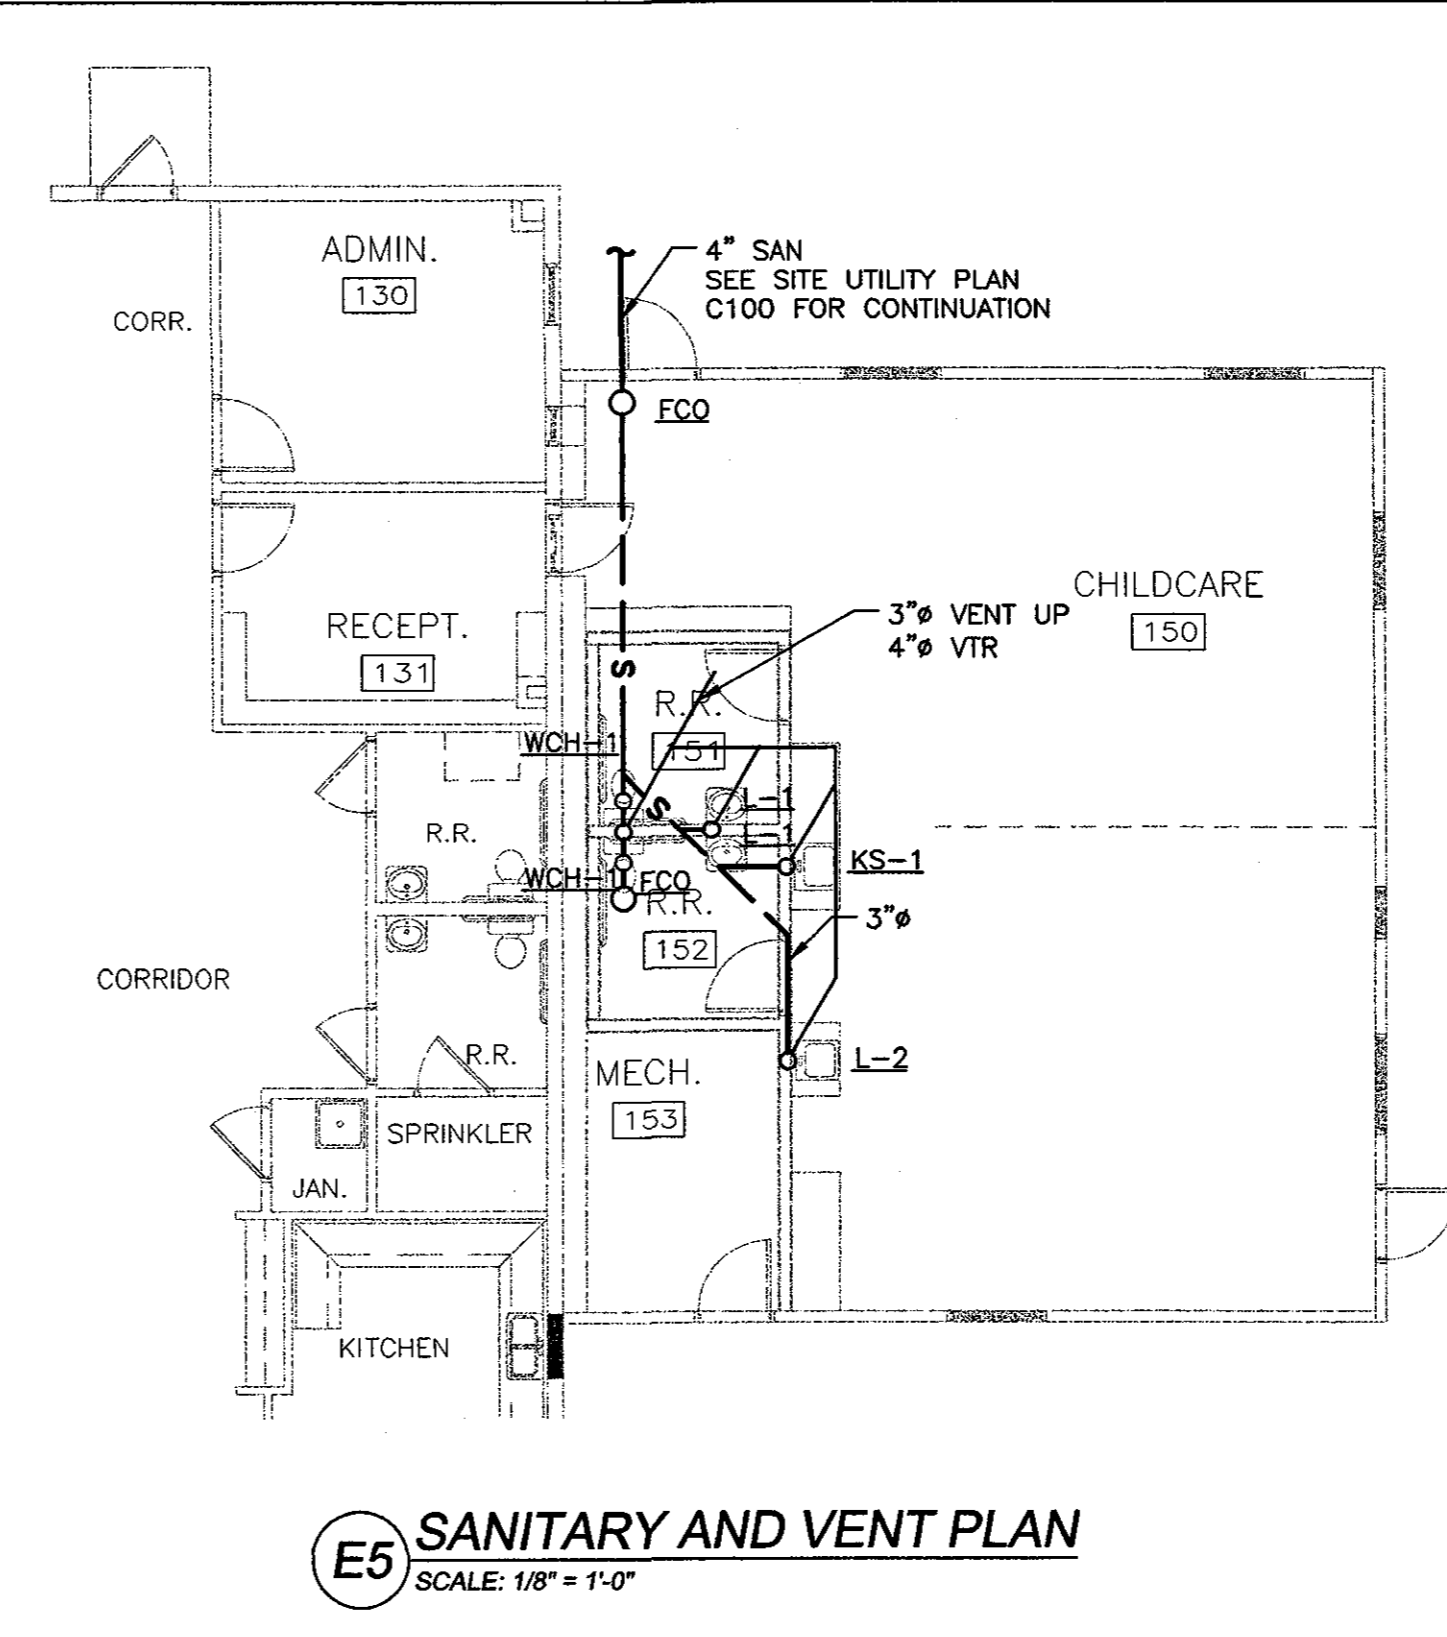 ADMIN.
130
CORR.
4" SAN
SEE SITE UTILITY PLAN
C100 FOR CONTINUATION
FCO
CHILDCARE
150
3"ø VENT UP
4"ø VTR
RECEPT.
131
S
R.R.
151
WCH-1
S
L-1
L-1
R.R.
KS-1
WCH-1
FCO
R.R.
152
3"ø
CORRIDOR
R.R.
L-2
MECH.
153
SPRINKLER
JAN.
KITCHEN
E5
SANITARY AND VENT PLAN
SCALE: 1/8" = 1'-0"